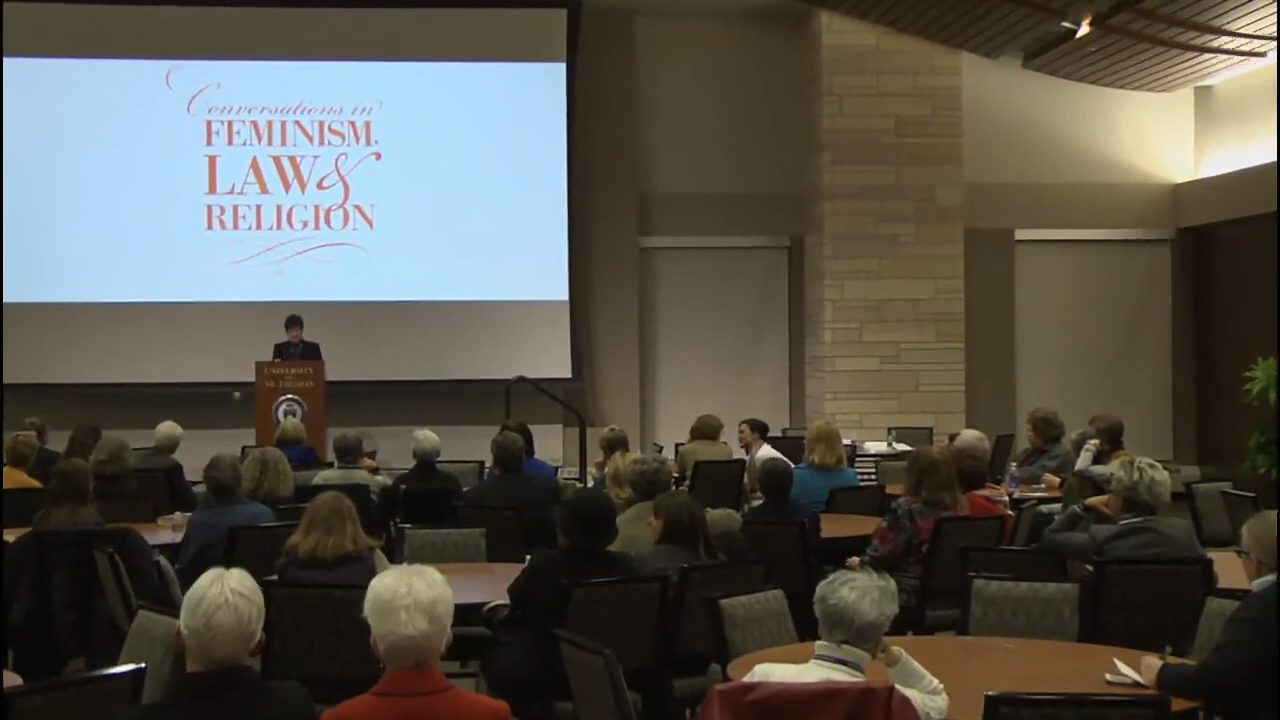 Conversations in
FEMINISM,
LAW &
RELIGION
UNIVERSITY
ST. THOMAS